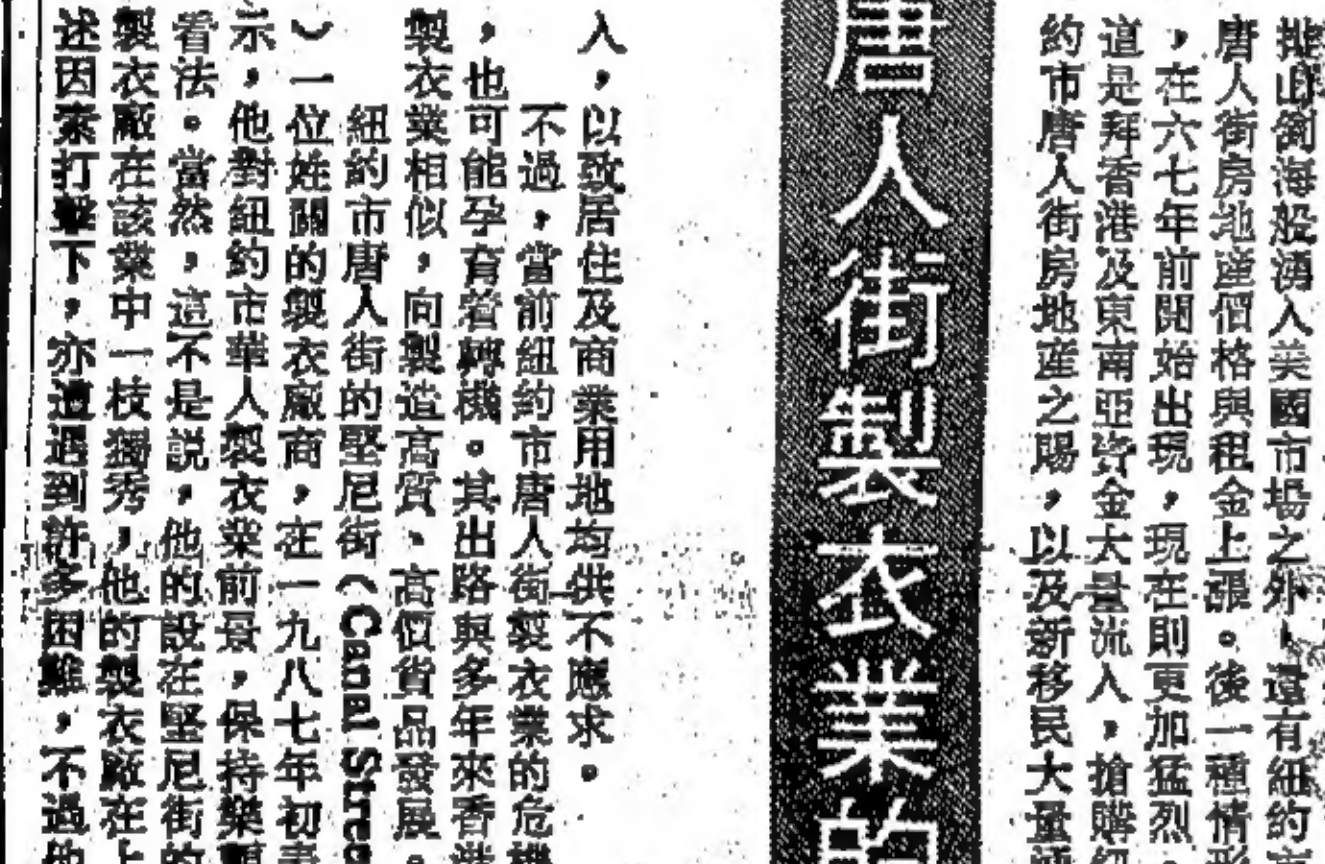 排山倒海般湧入美國市場之外，還有紐約市
唐人街房地產價格與租金上漲。後一種情形
，在六七年前開始出現，現在則更加猛烈。
道是拜香港及東南亞資金大量流入，搶購紐
約市唐人街房地產之賜，以及新移民大量
唐人街製衣業的
入，以致居住及商業用地均供不應求。
不過，當前紐約市唐人街製衣業的危機
，也可能孕育着轉機。其出路與多年來香港
製衣業相似，向製造高質、高價貨品發展。
紐約市唐人街的堅尼街（Canal Stree
）一位姓關的製衣廠商，在一九八七年初表
示，他對紐約市華人製衣業前景，保持樂觀
看法。當然，這不是説，他的設在堅尼街的
製衣廠在該業中一枝獨秀，他的製衣廠在上
述因素打擊下，亦遭遇到許多困難，不過他